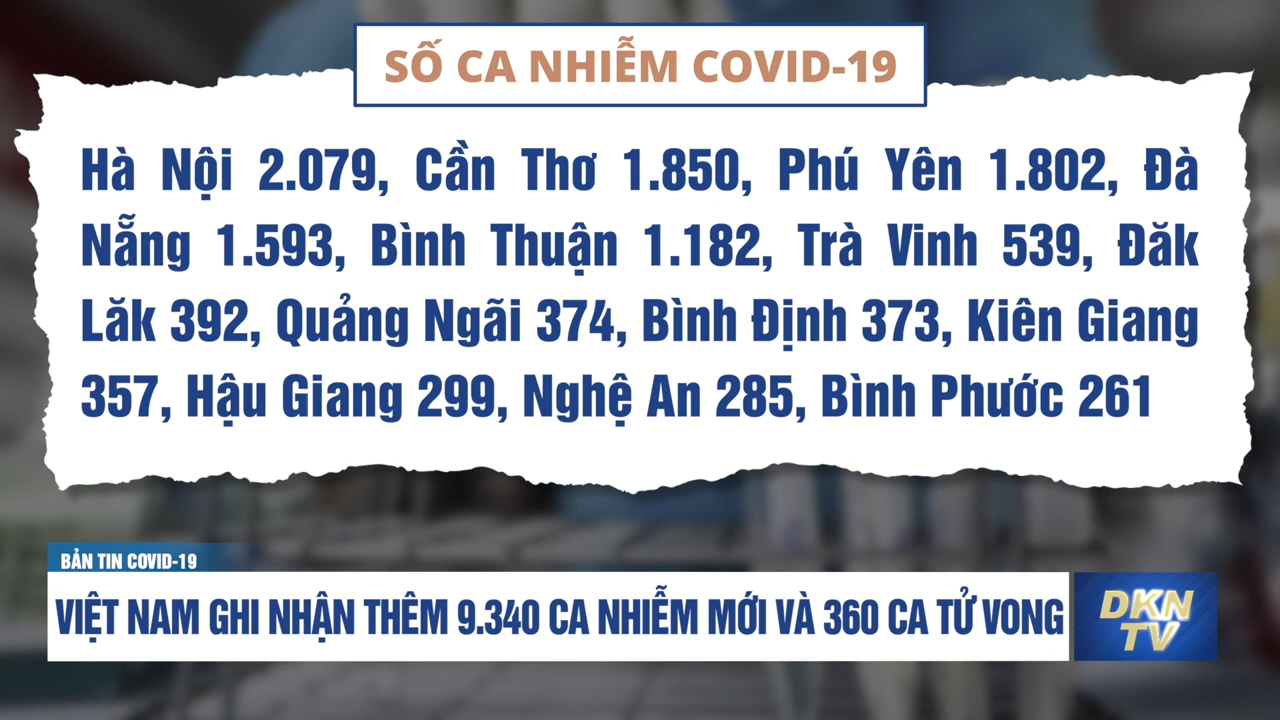 SỐ CA NHIỄM COVID-19
Hà Nội 2.079, Cần Thơ 1.850, Phú Yên 1.802, Đà
Nẵng 1.593, Bình Thuận 1.182, Trà Vinh 539, Đăk
Lăk 392, Quảng Ngãi 374, Bình Định 373, Kiên Giang
357, Hậu Giang 299, Nghệ An 285, Bình Phước 261
BẢN TIN COVID-19
VIỆT NAM GHI NHẬN THÊM 9.340 CA NHIỄM MỚI VÀ 360 CA TỬ VONG
DKN
TV